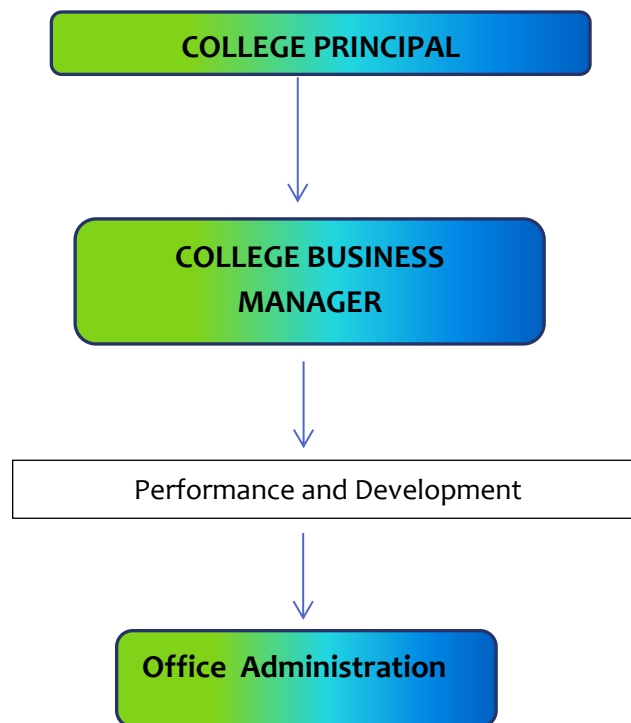 COLLEGE PRINCIPAL
COLLEGE BUSINESS
MANAGER
Performance and Development
Office Administration